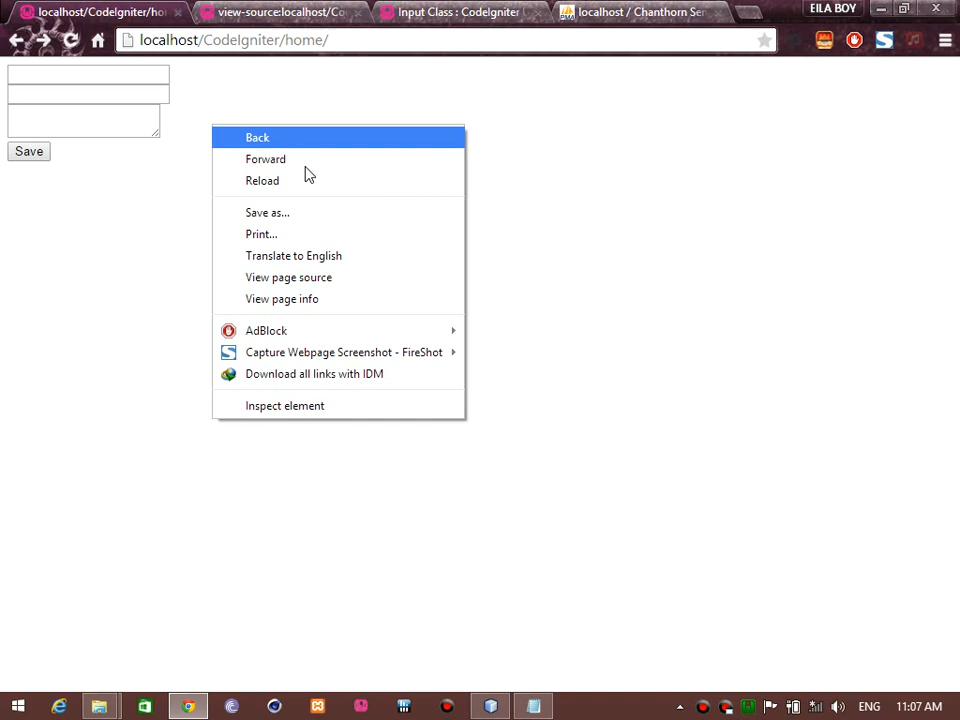 localhost/CodeIgniter/ho
view-source:localhost/Co
Input Class : CodeIgniter
localhost / Chanthorn Ser
EILA BOY
localhost/CodeIgniter/home/
Save
Back
Forward
Reload
Save as...
Print...
Translate to English
View page source
View page info
AdBlock
Capture Webpage Screenshot - FireShot
Download all links with IDM
Inspect element
ENG
11:07 AM